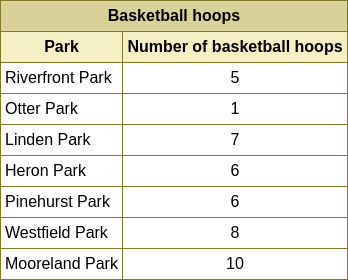 Basketball hoops
Park Number of basketball hoops
Riverfront Park 5
Otter Park 1
Linden Park 7
Heron Park 6
Pinehurst Park 6
Westfield Park 8
Mooreland Park 10